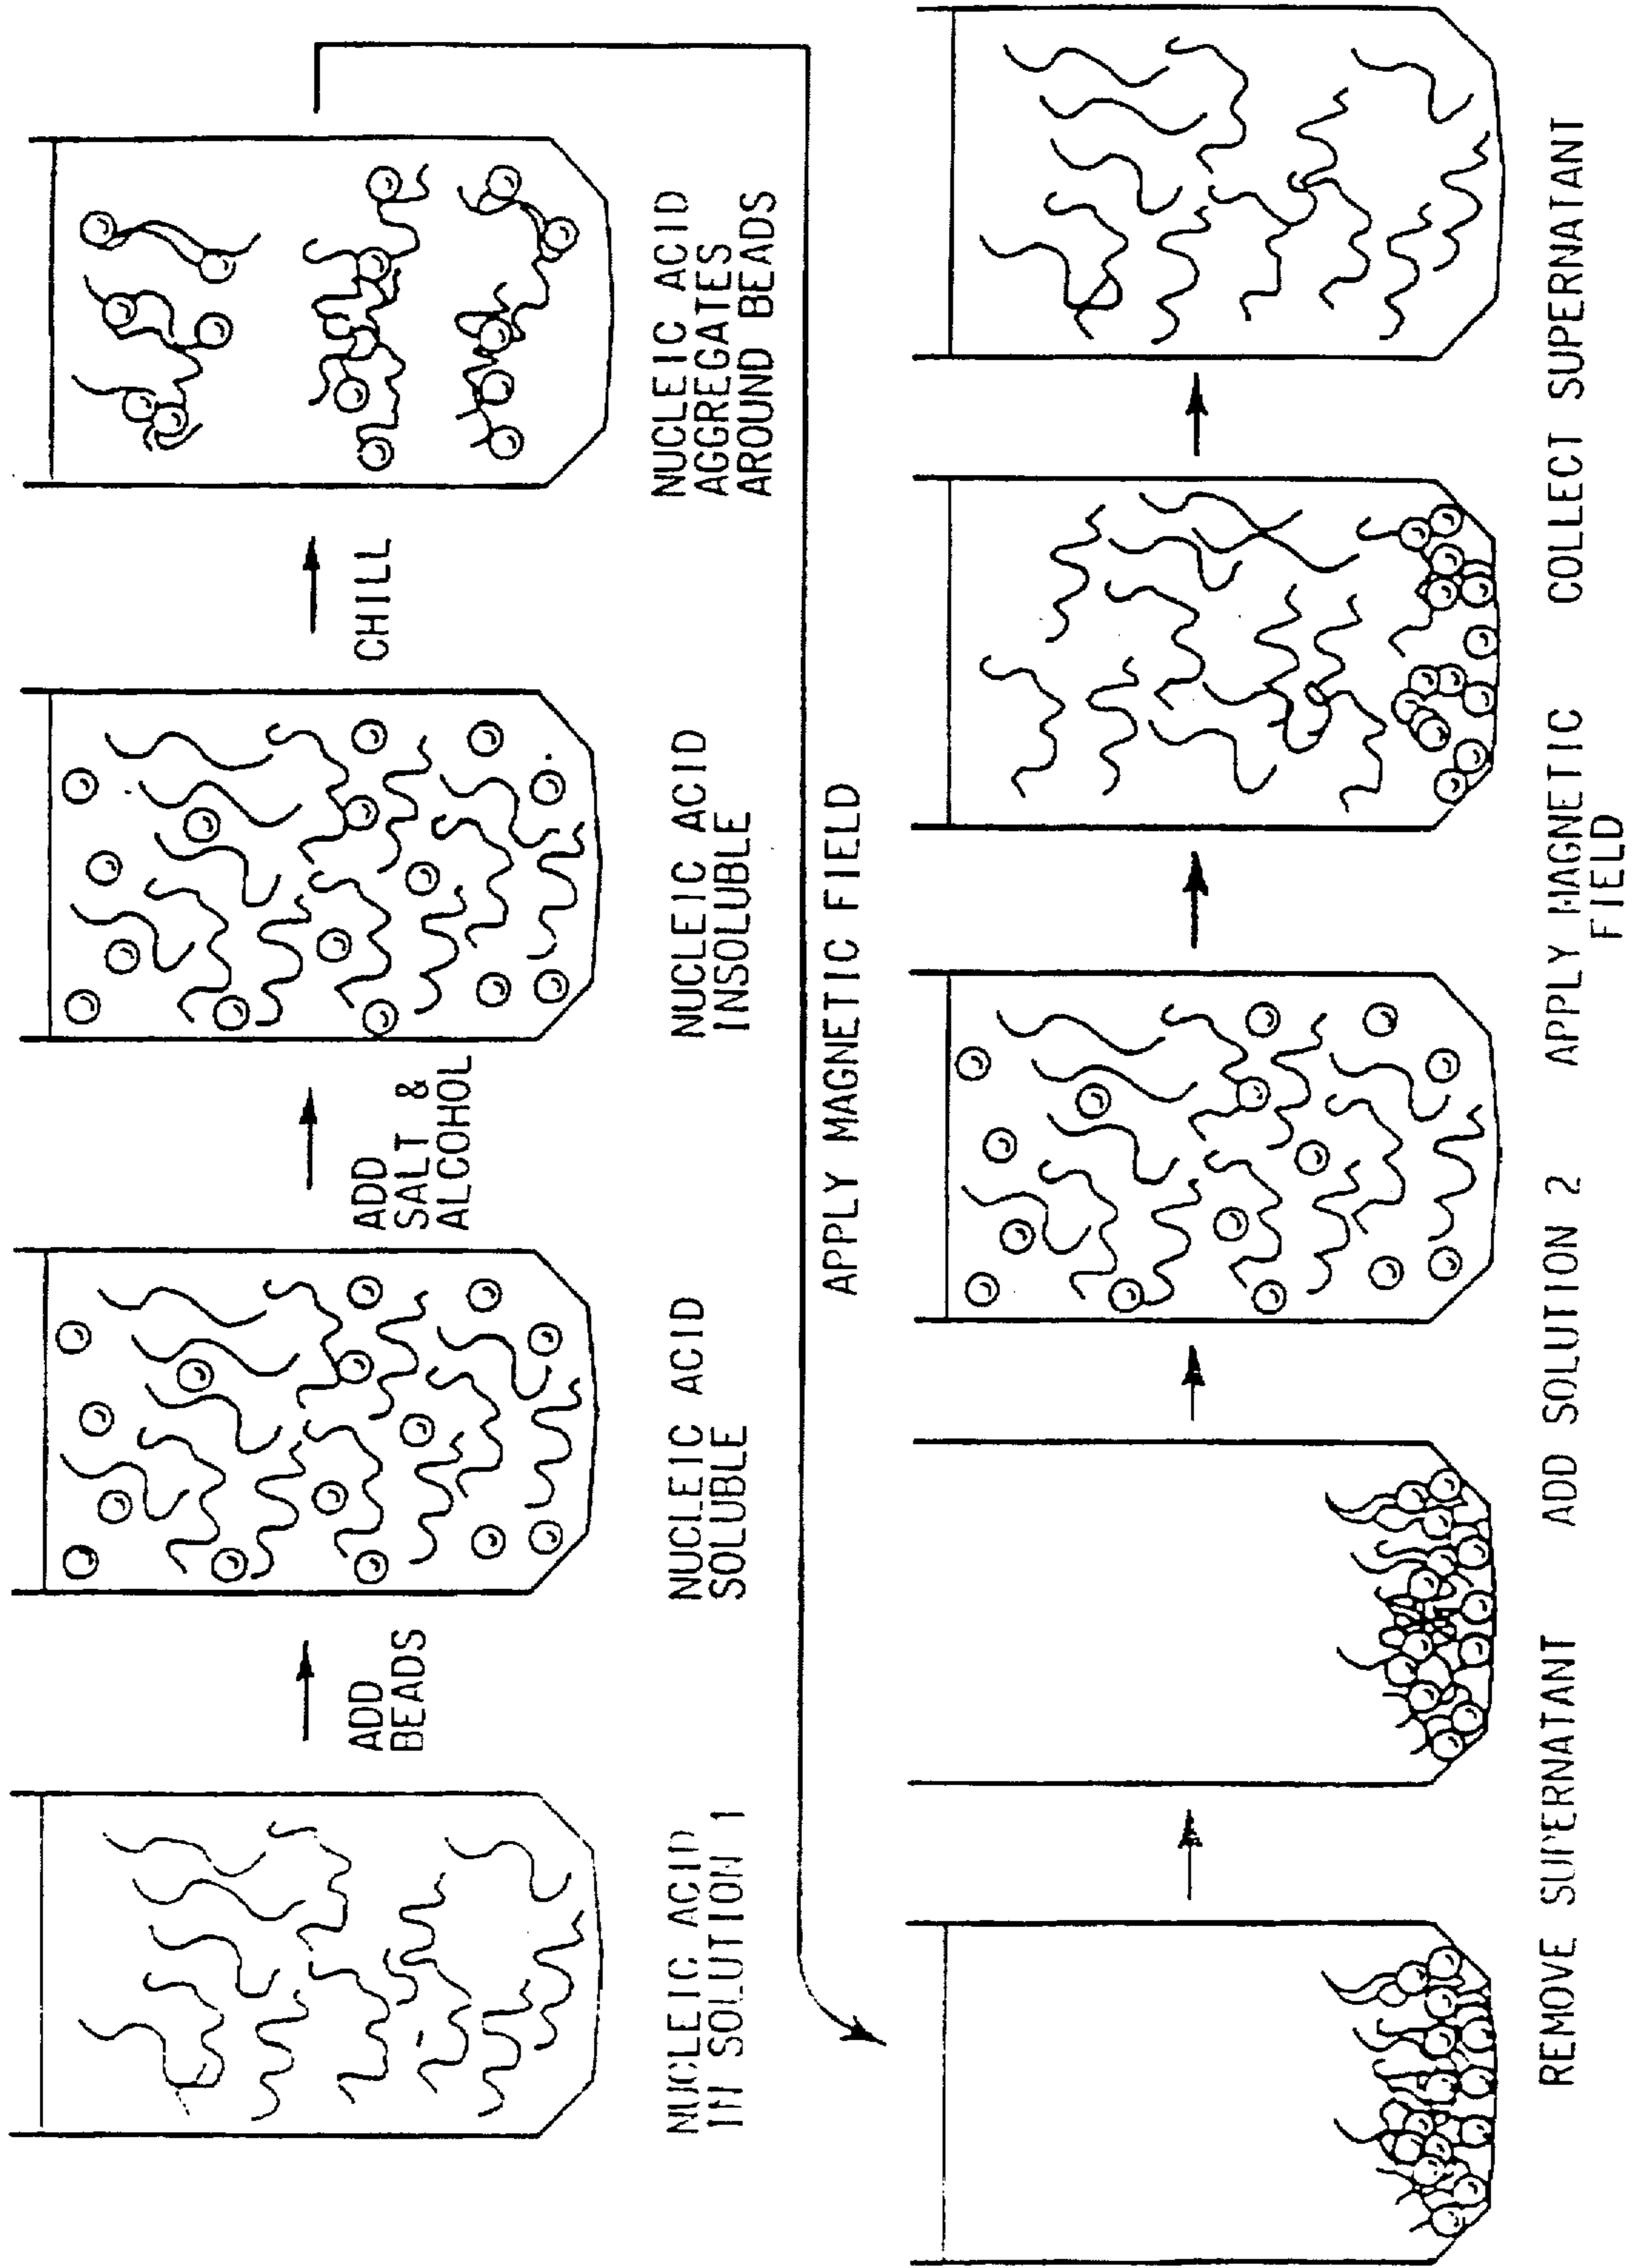 NUCLEIC ACID
IN SOLUTION 1
ADD
BEADS
NUCLEIC ACID
SOLUBLE
ADD
SALT &
ALCOHOL
NUCLEIC ACID
INSOLUBLE
CHILL
NUCLEIC ACID
AGGREGATES
AROUND BEADS
APPLY MAGNETIC FIELD
REMOVE SUPERNATANT
ADD SOLUTION 2
APPLY MAGNETIC
FIELD
COLLECT SUPERNATANT